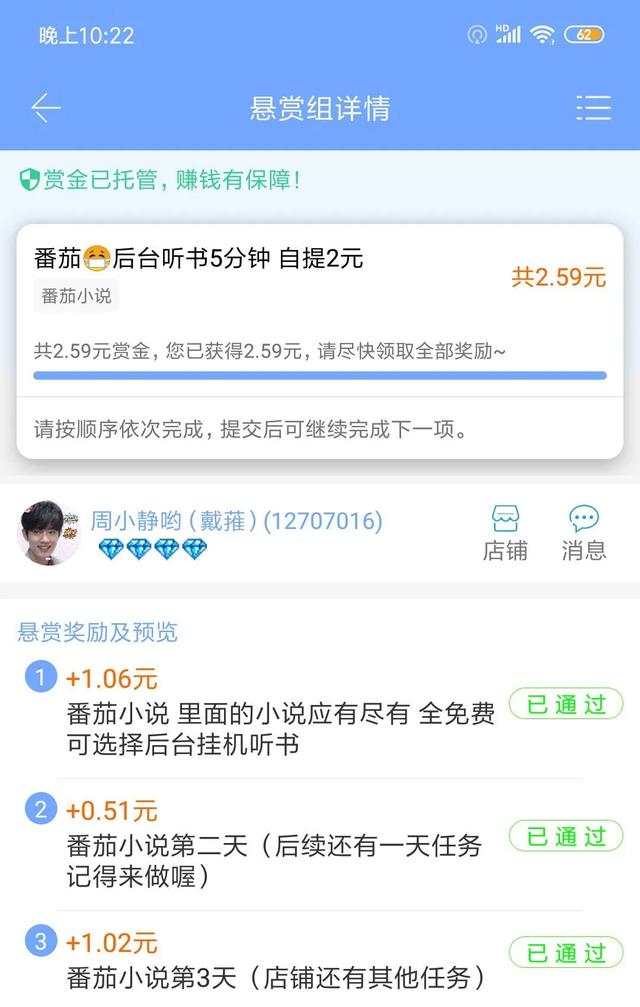 晚上10:22
HD
62
悬赏组详情
赏金已托管，赚钱有保障！
番茄😷后台听书5分钟 自提2元
共2.59元
番茄小说
共2.59元赏金，您已获得2.59元，请尽快领取全部奖励~
请按顺序依次完成，提交后可继续完成下一项。
周小静哟（戴蓷）(12707016)
店铺
消息
悬赏奖励及预览
1
+1.06元
番茄小说 里面的小说应有尽有 全免费
可选择后台挂机听书
已通过
2
+0.51元
番茄小说第二天（后续还有一天任务
记得来做喔）
已通过
3
+1.02元
番茄小说第3天（店铺还有其他任务）
已通过